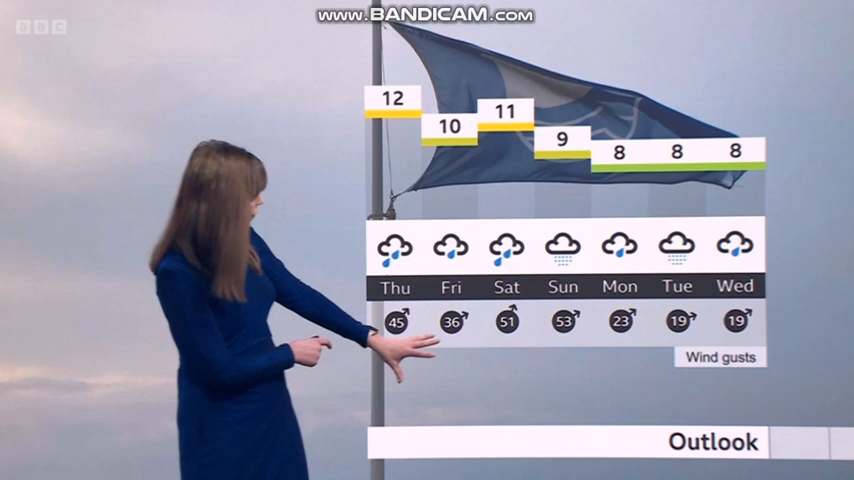 www.BANDICAM.com
BBC
12 10 11 9 8 8 8
Thu Fri Sat Sun Mon Tue Wed
45 36 51 53 23 19 19
Wind gusts
Outlook